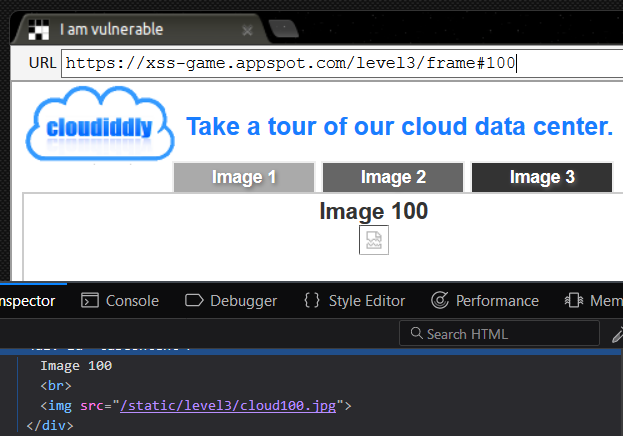 I am vulnerable
URL https://xss-game.appspot.com/level3/frame#100
cloudiddly
Take a tour of our cloud data center.
Image 1 Image 2 Image 3
Image 100
nspector Console Debugger { } Style Editor Performance Mem
Search HTML
Image 100
<br>
<img src="/static/level3/cloud100.jpg">
</div>